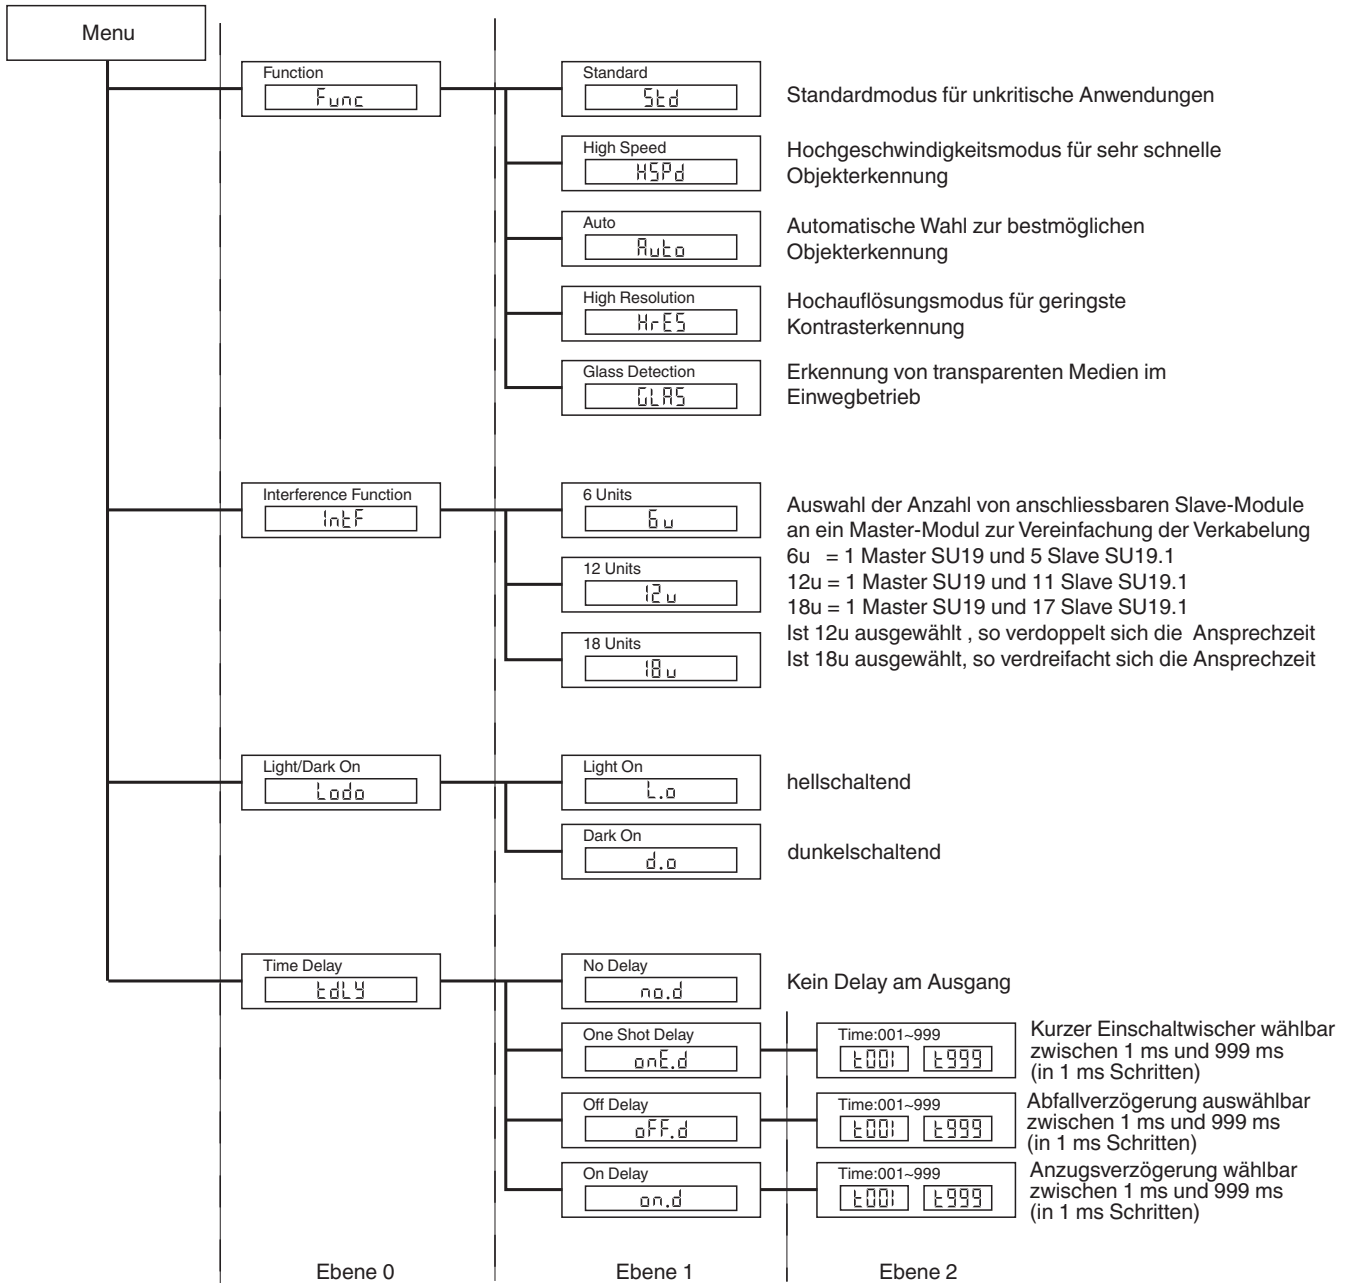 Menu
Function
Func
Standard
Std
Standardmodus für unkritische Anwendungen
High Speed
HSPd
Hochgeschwindigkeitsmodus für sehr schnelle
Objekterkennung
Auto
Auto
Automatische Wahl zur bestmöglichen
Objekterkennung
High Resolution
HrES
Hochauflösungsmodus für geringste
Kontrasterkennung
Glass Detection
GLAS
Erkennung von transparenten Medien im
Einwegbetrieb
Interference Function
IntF
6 Units
6u
12 Units
12u
18 Units
18u
Auswahl der Anzahl von anschliessbaren Slave-Module
an ein Master-Modul zur Vereinfachung der Verkabelung
6u = 1 Master SU19 und 5 Slave SU19.1
12u = 1 Master SU19 und 11 Slave SU19.1
18u = 1 Master SU19 und 17 Slave SU19.1
Ist 12u ausgewählt , so verdoppelt sich die Ansprechzeit
Ist 18u ausgewählt, so verdreifacht sich die Ansprechzeit
Light/Dark On
Lodo
Light On
L.o
hellschaltend
Dark On
d.o
dunkelschaltend
Time Delay
tdLY
No Delay
no.d
Kein Delay am Ausgang
One Shot Delay
onE.d
Time:001~999
t001 t999
Kurzer Einschaltwischer wählbar
zwischen 1 ms und 999 ms
(in 1 ms Schritten)
Off Delay
oFF.d
Time:001~999
t001 t999
Abfallverzögerung auswählbar
zwischen 1 ms und 999 ms
(in 1 ms Schritten)
On Delay
on.d
Time:001~999
t001 t999
Anzugsverzögerung wählbar
zwischen 1 ms und 999 ms
(in 1 ms Schritten)
Ebene 0
Ebene 1
Ebene 2